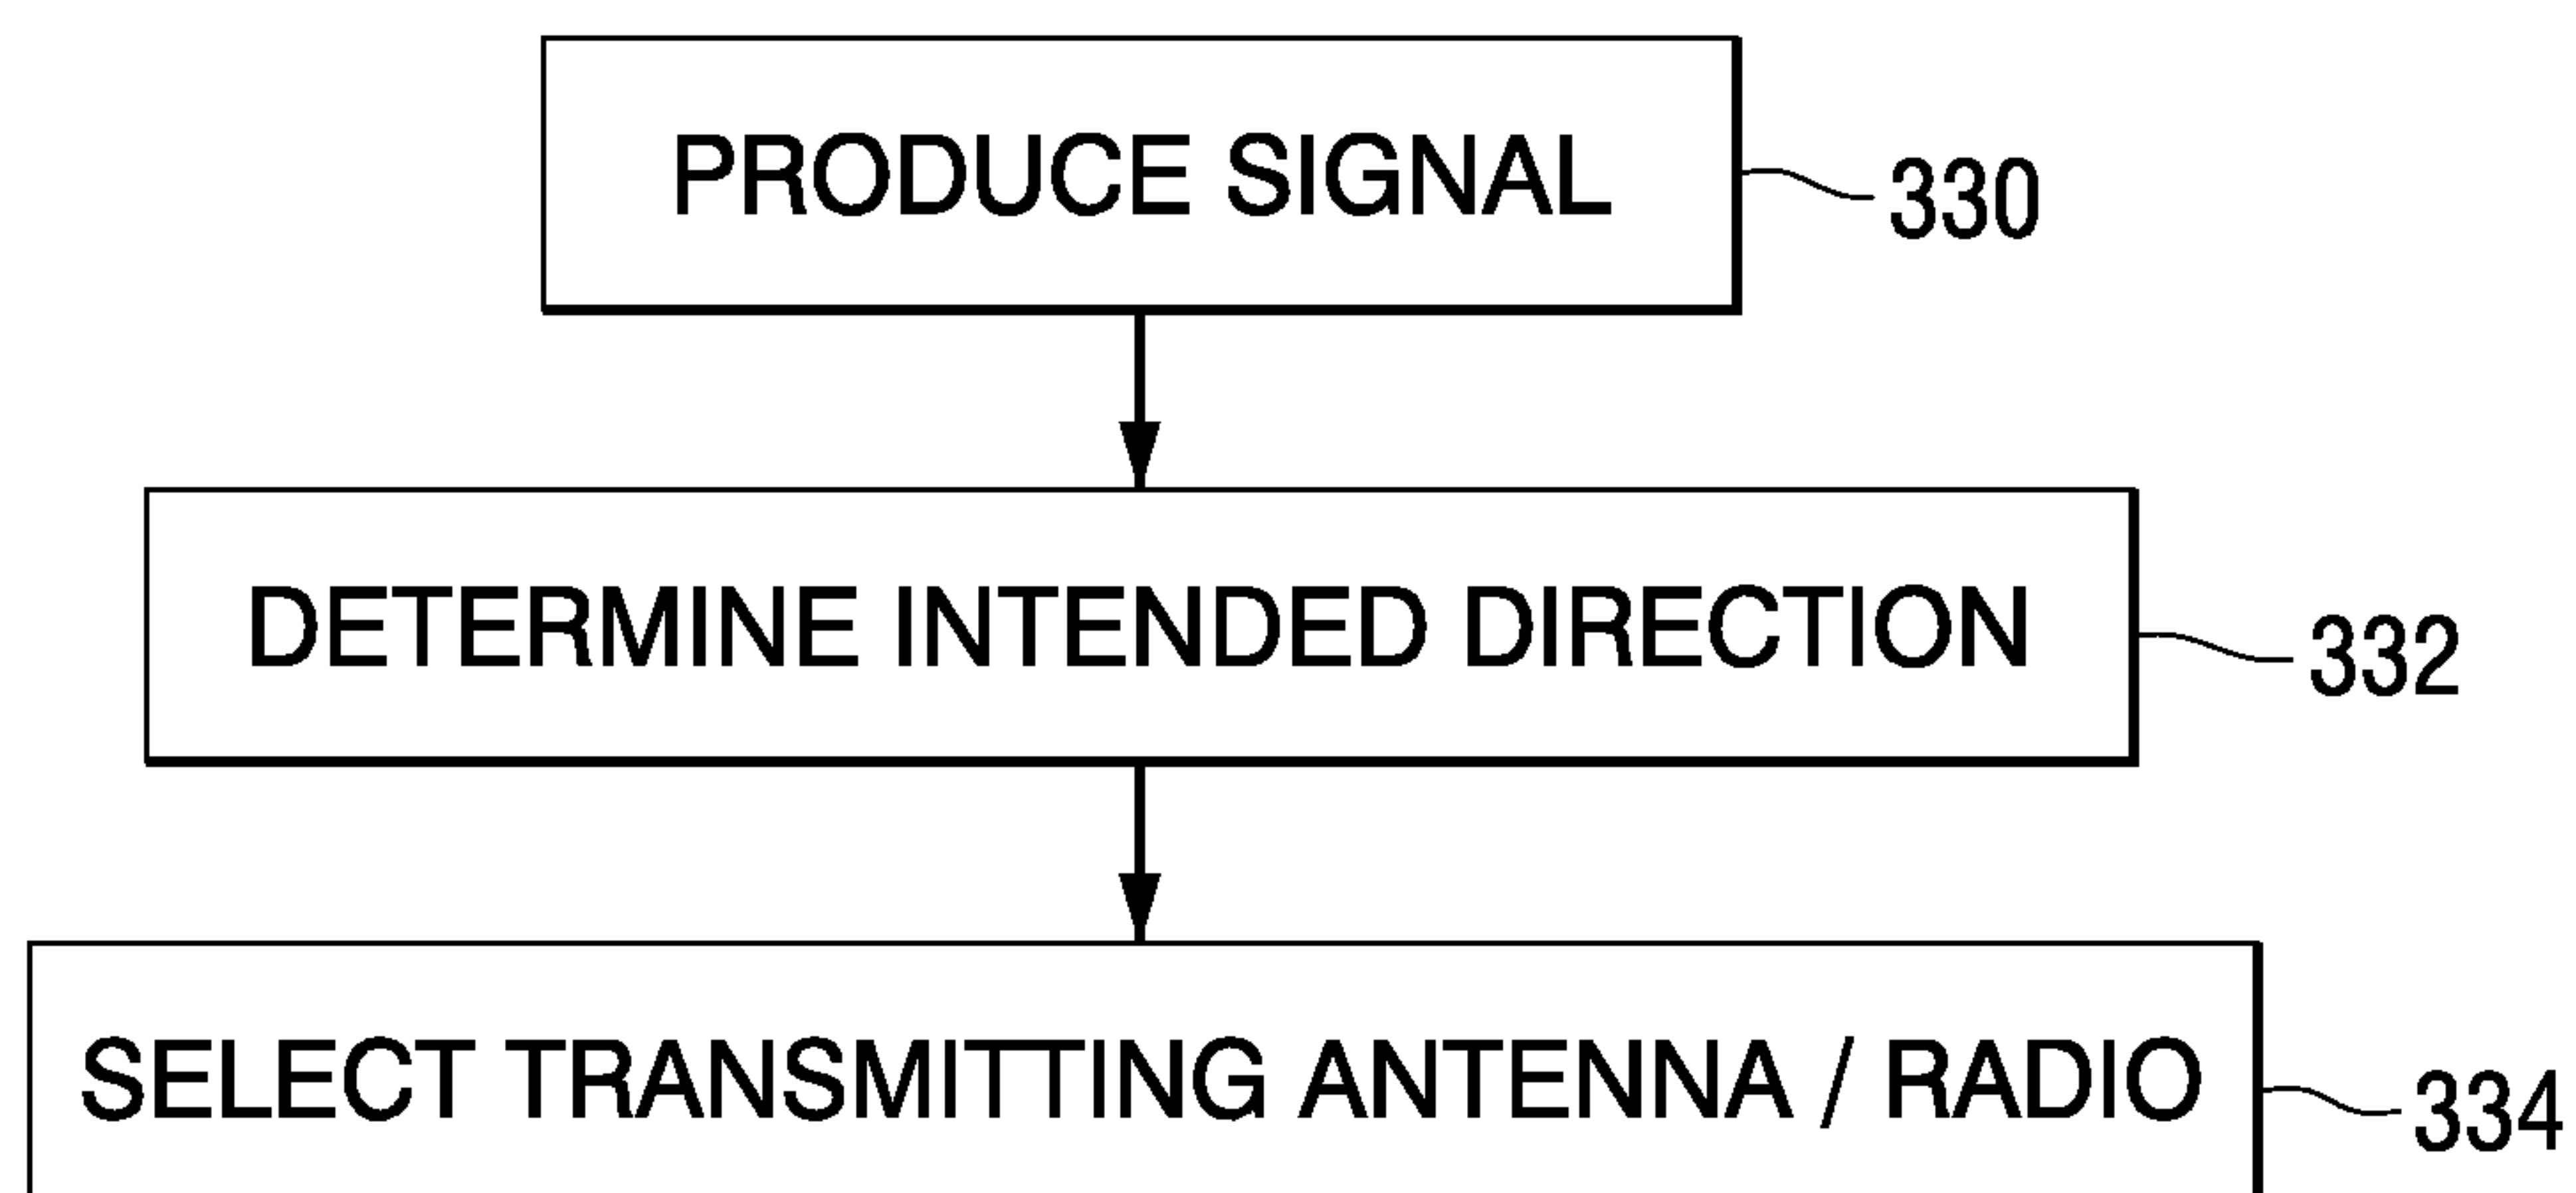 PRODUCE SIGNAL
330
DETERMINE INTENDED DIRECTION
332
SELECT TRANSMITTING ANTENNA / RADIO
334